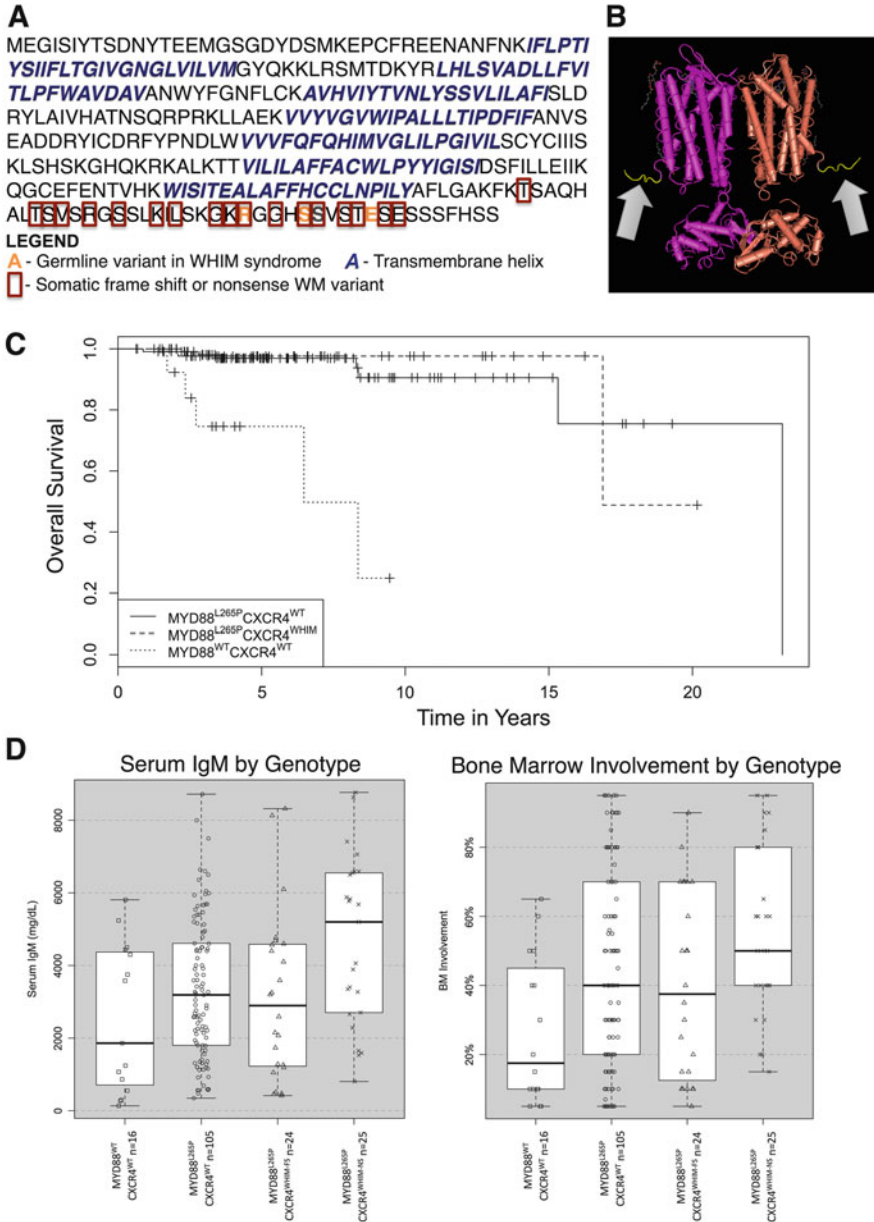 A
MEGISIYTSDNYTEEMGSGDYDSMKEPCFREENANFNKIFLPTI
YSIIFLTGIVGNGLVILVMGYQKKLRSMTDKYRLHLSVADLLFVI
TLPFWAVDAVANWYFGNFLCKAVHVIYTVNLYSSVLILAFISLD
RYLAIVHATNSQRPRKLLAEKVVYVGVWIPALLLTIPDFIFANVS
EADDRYICDRFYPNDLWVVVFQFQHIMVGLILPGIVILSCYCIIIS
KLSHSKGHQKRKALKTTVILILAFFACWLPYYIGISIDSFILLEIIK
QGCEFENTVHKWISITEALAFFHCCLNPILYAFLGAKFKTSAQH
ALTSVSRGSSLKILSKGKRGGHSSVSTESESSSFHSS
LEGEND
A - Germline variant in WHIM syndrome
A - Transmembrane helix
- Somatic frame shift or nonsense WM variant
B
C
Overall Survival
1.0
0.8
0.6
0.4
0.2
0.0
MYD88L265PCXCR4WT
MYD88L265PCXCR4WHIM
MYD88WTCXCR4WT
0 5 10 15 20
Time in Years
D
Serum IgM by Genotype
Serum IgM (mg/dL)
8000
6000
4000
2000
0
MYD88WT
CXCR4WT n=16
MYD88L265P
CXCR4WT n=105
MYD88L265P
CXCR4WHIM-FS n=24
MYD88L265P
CXCR4WHIM-NS n=25
Bone Marrow Involvement by Genotype
BM Involvement
80%
60%
40%
20%
MYD88WT
CXCR4WT n=16
MYD88L265P
CXCR4WT n=105
MYD88L265P
CXCR4WHIM-FS n=24
MYD88L265P
CXCR4WHIM-NS n=25